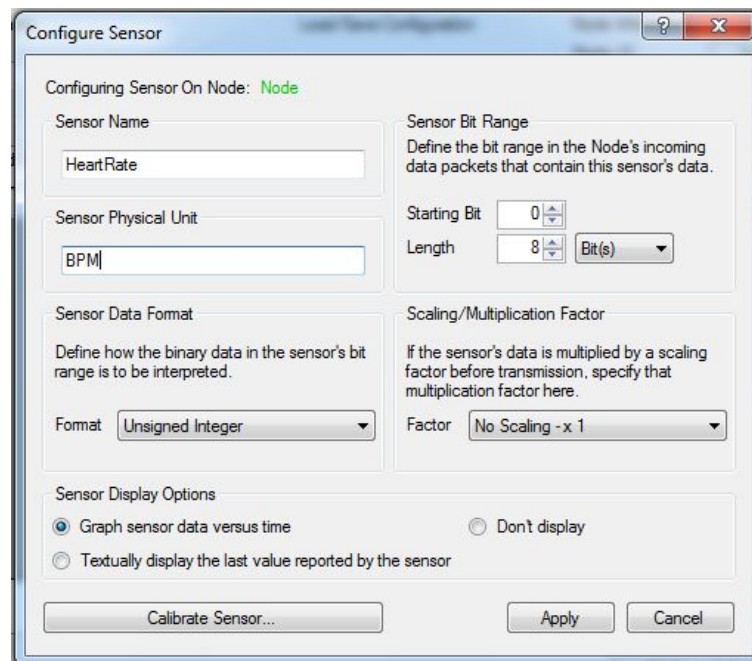 Configure Sensor
Configuring Sensor On Node: Node
Sensor Name
HeartRate
Sensor Physical Unit
BPM
Sensor Bit Range
Define the bit range in the Node's incoming
data packets that contain this sensor's data.
Starting Bit 0
Length 8 Bit(s)
Sensor Data Format
Define how the binary data in the sensor's bit
range is to be interpreted.
Format Unsigned Integer
Scaling/Multiplication Factor
If the sensor's data is multiplied by a scaling
factor before transmission, specify that
multiplication factor here.
Factor No Scaling - x 1
Sensor Display Options
Graph sensor data versus time
Don't display
Textually display the last value reported by the sensor
Calibrate Sensor... Apply Cancel